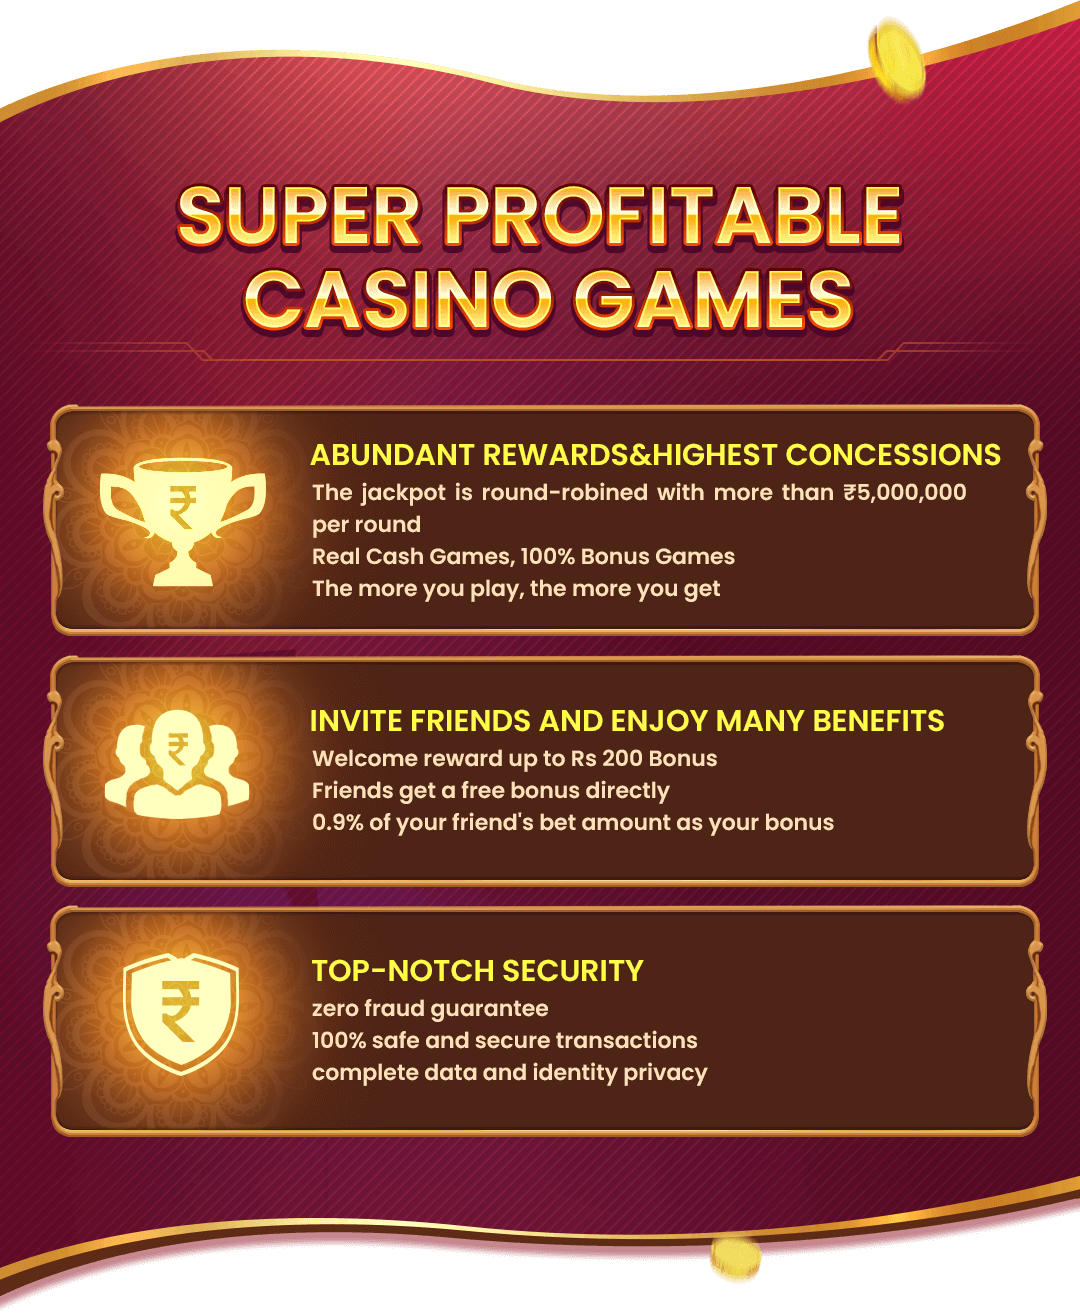 SUPER PROFITABLE
CASINO GAMES
ABUNDANT REWARDS&HIGHEST CONCESSIONS
₹
The jackpot is round-robined with more than ₹5,000,000
per round
Real Cash Games, 100% Bonus Games
The more you play, the more you get
INVITE FRIENDS AND ENJOY MANY BENEFITS
₹
Welcome reward up to Rs 200 Bonus
Friends get a free bonus directly
0.9% of your friend's bet amount as your bonus
TOP-NOTCH SECURITY
₹
zero fraud guarantee
100% safe and secure transactions
complete data and identity privacy